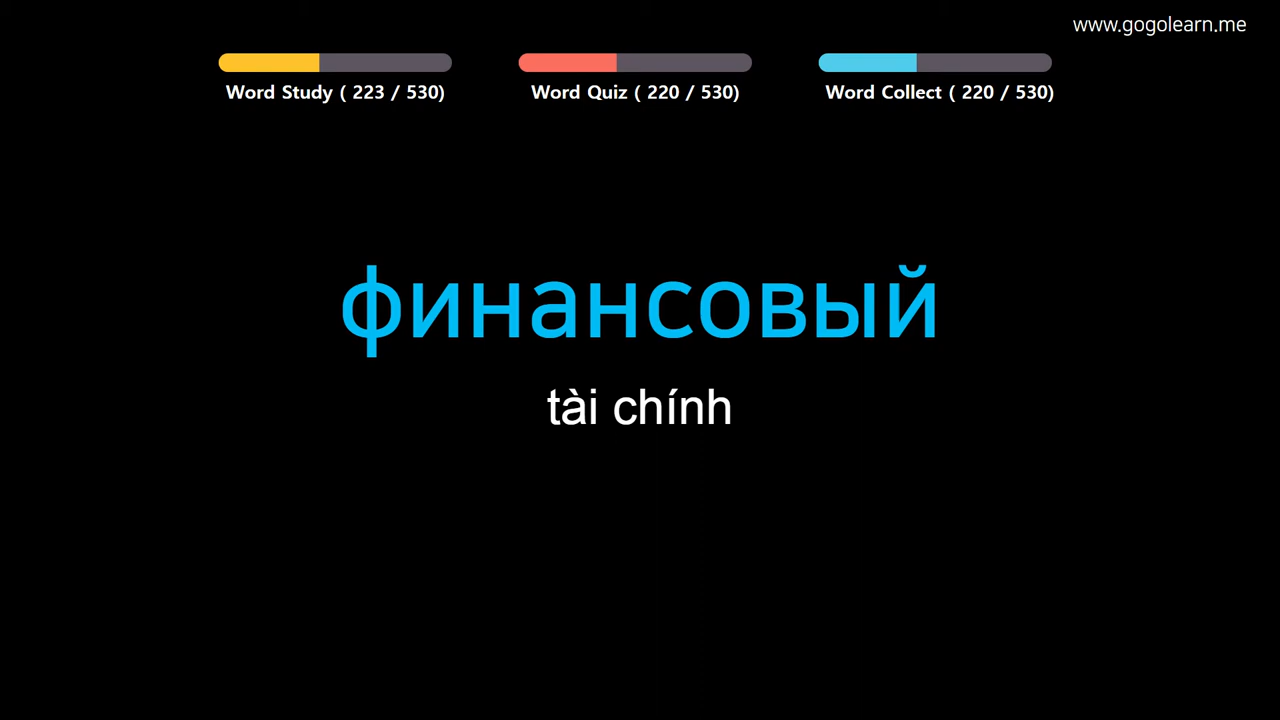 www.gogolearn.me
Word Study ( 223 / 530)
Word Quiz ( 220 / 530)
Word Collect ( 220 / 530)
финансовый
tài chính